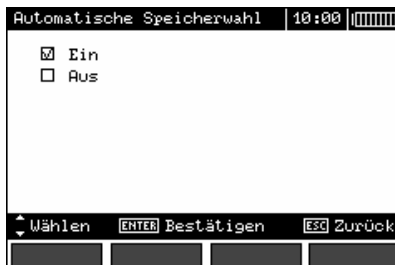 Automatische Speicherwahl 10:00
Ein
Aus
Wählen ENTER Bestätigen ESC Zurück